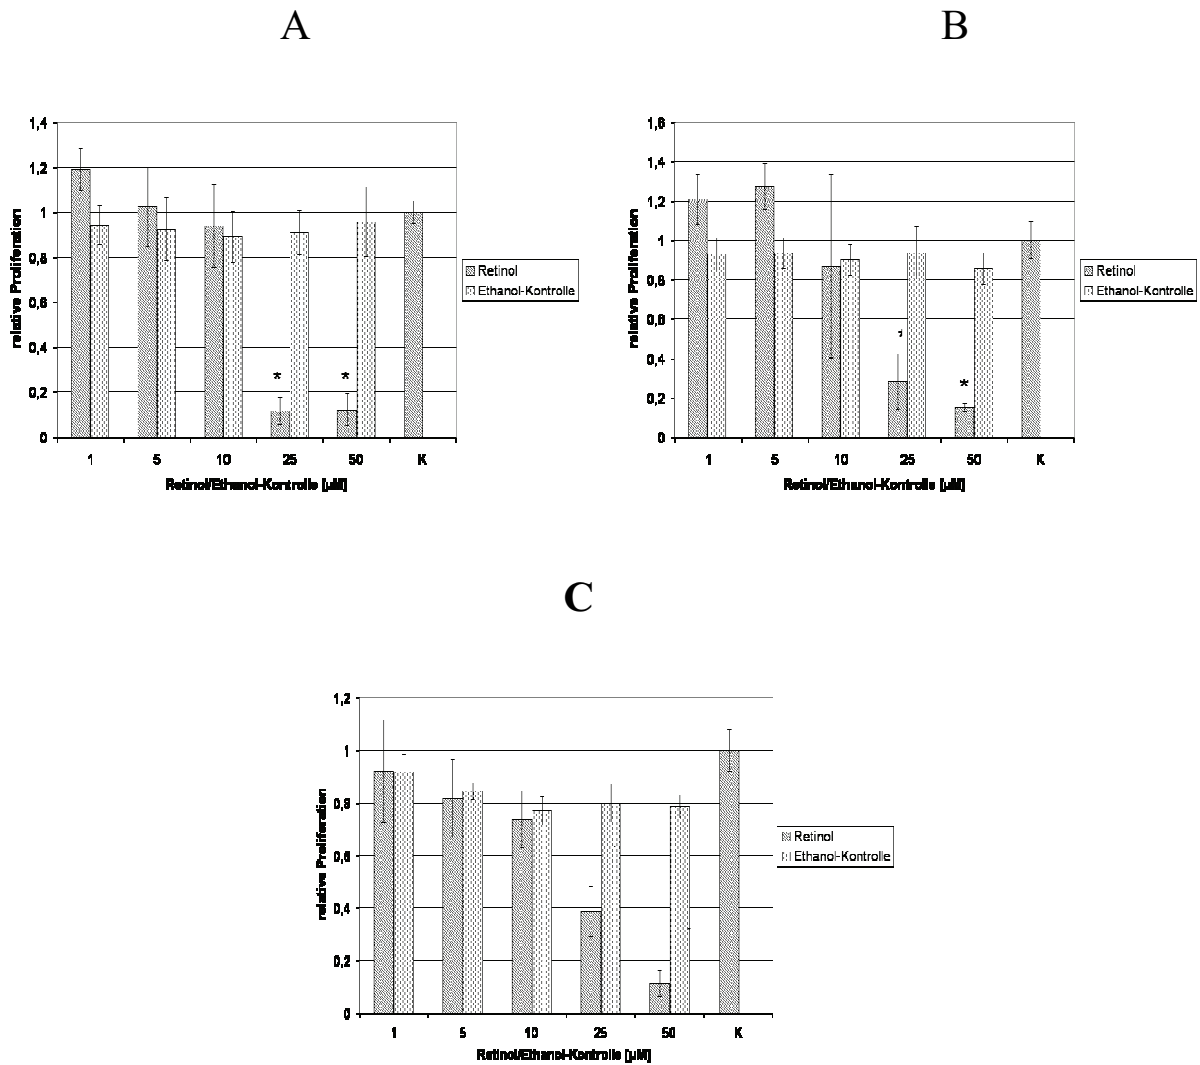 A
1,4
1,2
1
0,8
0,6
0,4
0,2
0
relative Proliferation
* *
1 5 10 25 50 K
Retinol/Ethanol-Kontrolle [µM]
Retinol
Ethanol-Kontrolle
B
1,6
1,4
1,2
1
0,8
0,6
0,4
0,2
0
relative Proliferation
*
1 5 10 25 50 K
Retinol/Ethanol-Kontrolle [µM]
Retinol
Ethanol-Kontrolle
C
1,2
1
0,8
0,6
0,4
0,2
0
relative Proliferation
1 5 10 25 50 K
Retinol/Ethanol-Kontrolle [µM]
Retinol
Ethanol-Kontrolle